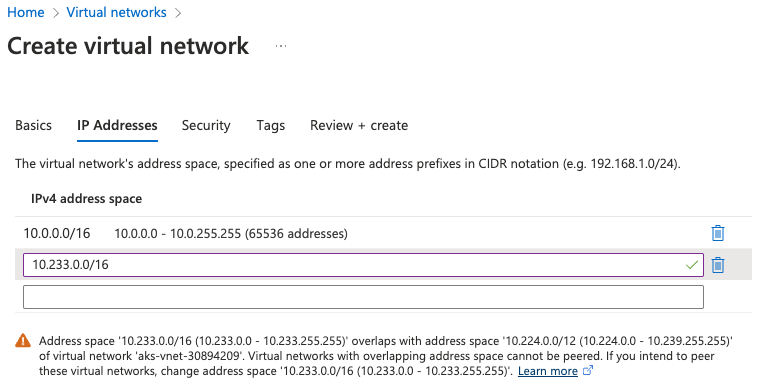 Home > Virtual networks >
Create virtual network ...
Basics IP Addresses Security Tags Review + create
The virtual network's address space, specified as one or more address prefixes in CIDR notation (e.g. 192.168.1.0/24).
IPv4 address space
10.0.0.0/16 10.0.0.0 - 10.0.255.255 (65536 addresses)
10.233.0.0/16
Address space '10.233.0.0/16 (10.233.0.0 - 10.233.255.255)' overlaps with address space '10.224.0.0/12 (10.224.0.0 - 10.239.255.255)'
of virtual network 'aks-vnet-30894209'. Virtual networks with overlapping address space cannot be peered. If you intend to peer
these virtual networks, change address space '10.233.0.0/16 (10.233.0.0 - 10.233.255.255)'. Learn more